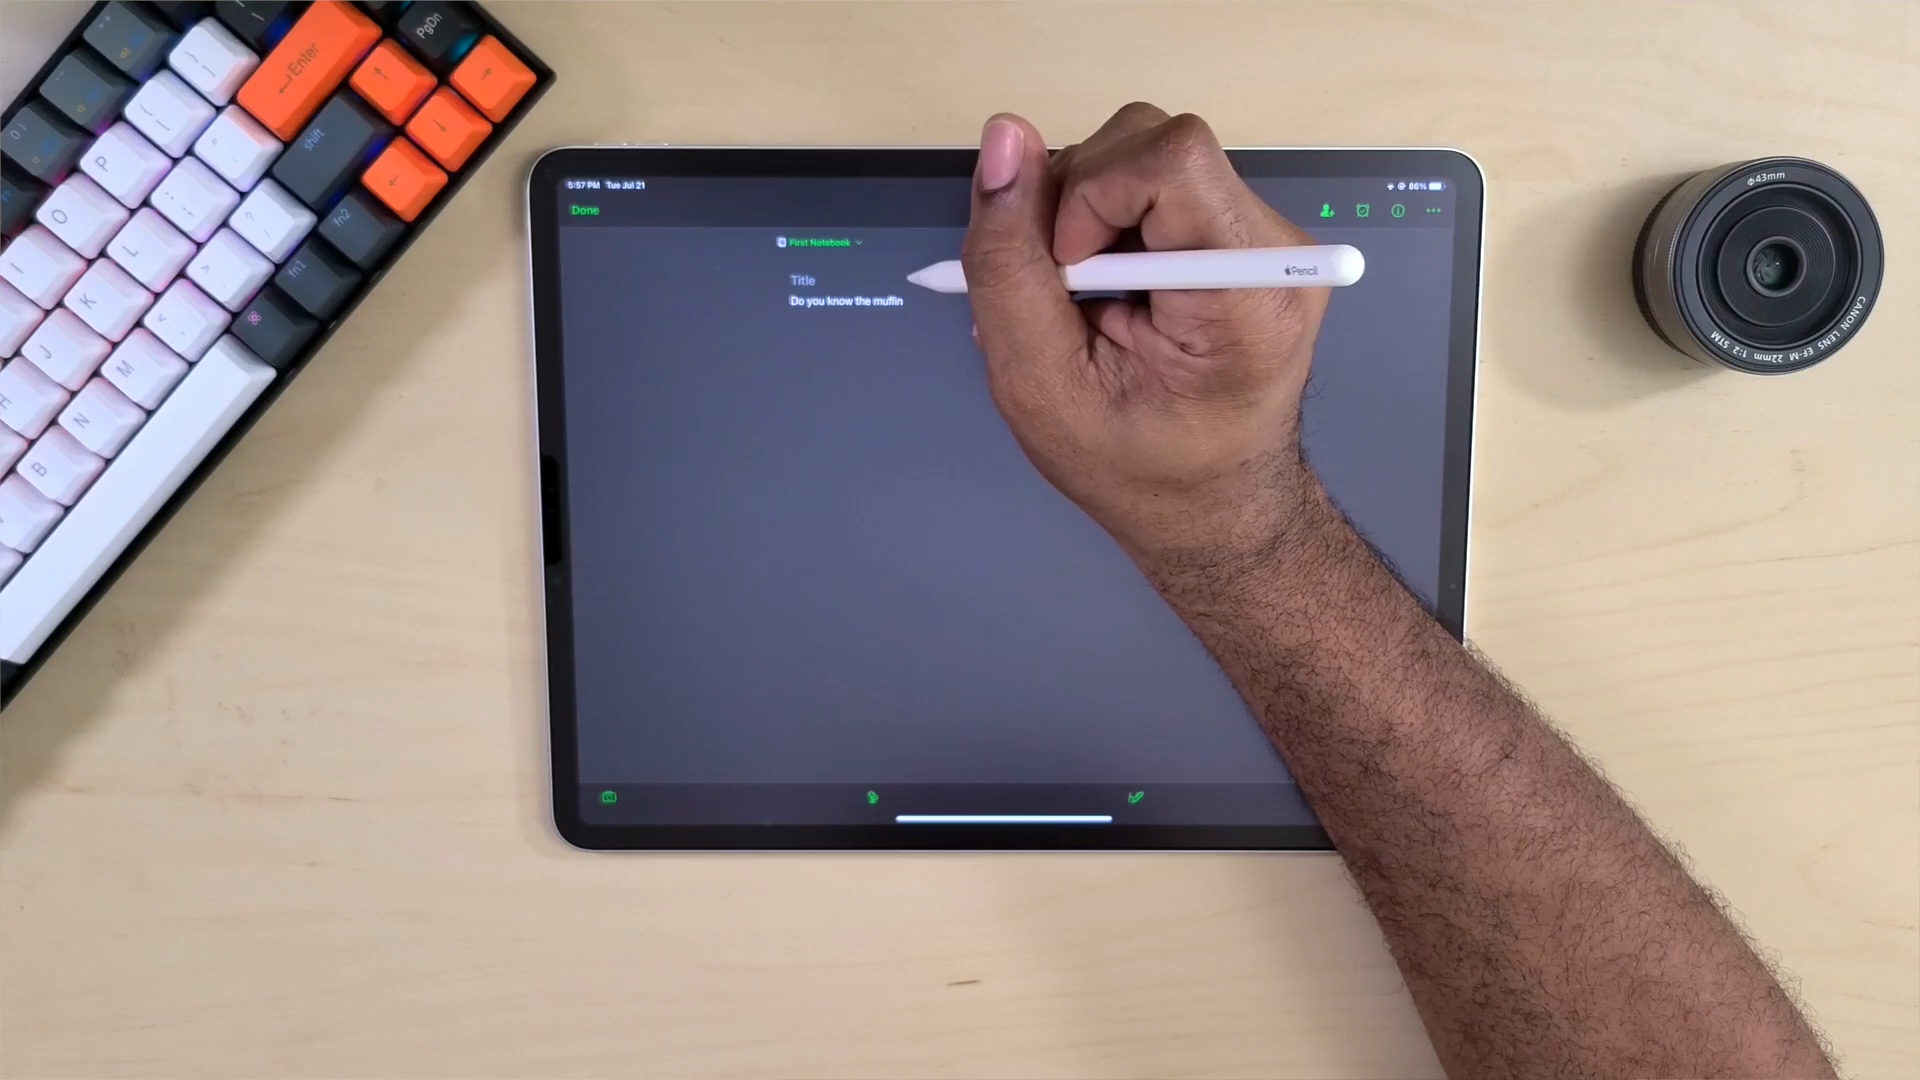 PgDn
Enter
shift
P
O
L
I
K
J
H
M
N
B
fn2
fn1
5:57 PM Tue Jul 21
86%
Done
First Notebook
Title
Do you know the muffin
Pencil
ϕ43mm
CANON LENS EF-M 22mm 1:2 STM